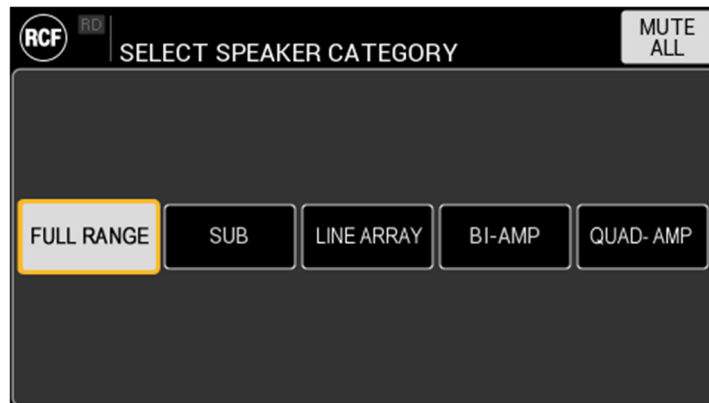 RCF
RD
SELECT SPEAKER CATEGORY
MUTE
ALL
FULL RANGE
SUB
LINE ARRAY
BI-AMP
QUAD- AMP